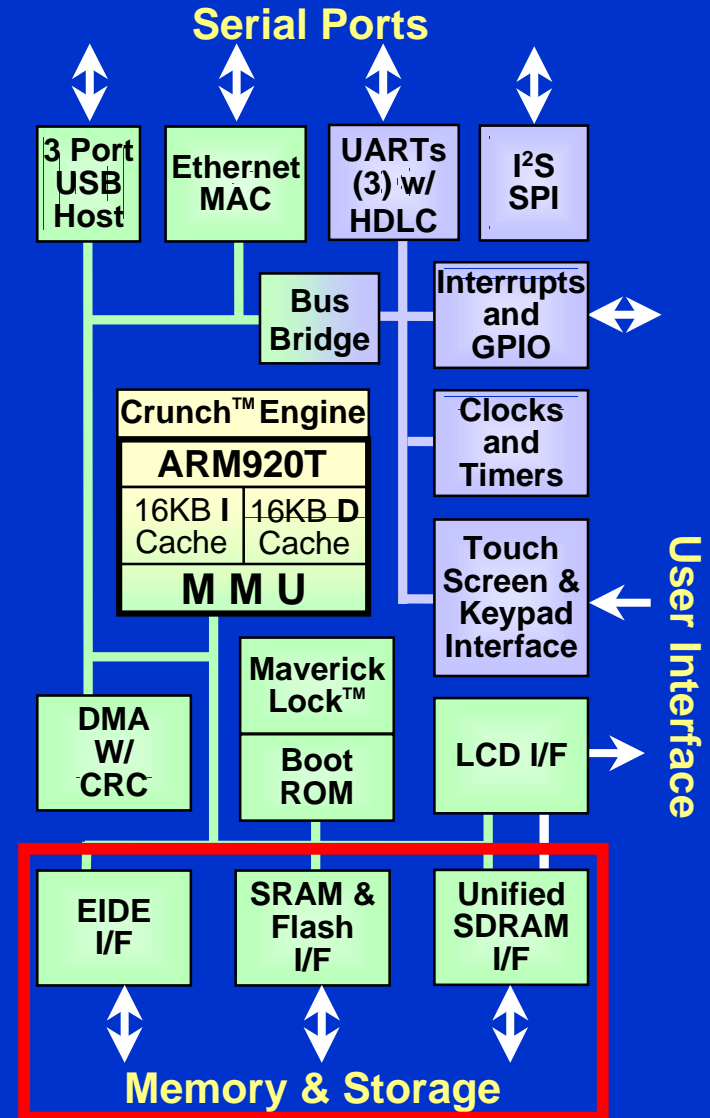 Serial Ports
3 Port
USB
Host
Ethernet
MAC
UARTs
(3) w/
HDLC
I²S
SPI
Bus
Bridge
Interrupts
and
GPIO
Crunch™ Engine
ARM920T
16KB I
Cache
16KB D
Cache
M M U
Clocks
and
Timers
Touch
Screen &
Keypad
Interface
User Interface
Maverick
Lock™
Boot
ROM
DMA
W/
CRC
LCD I/F
EIDE
I/F
SRAM &
Flash
I/F
Unified
SDRAM
I/F
Memory & Storage